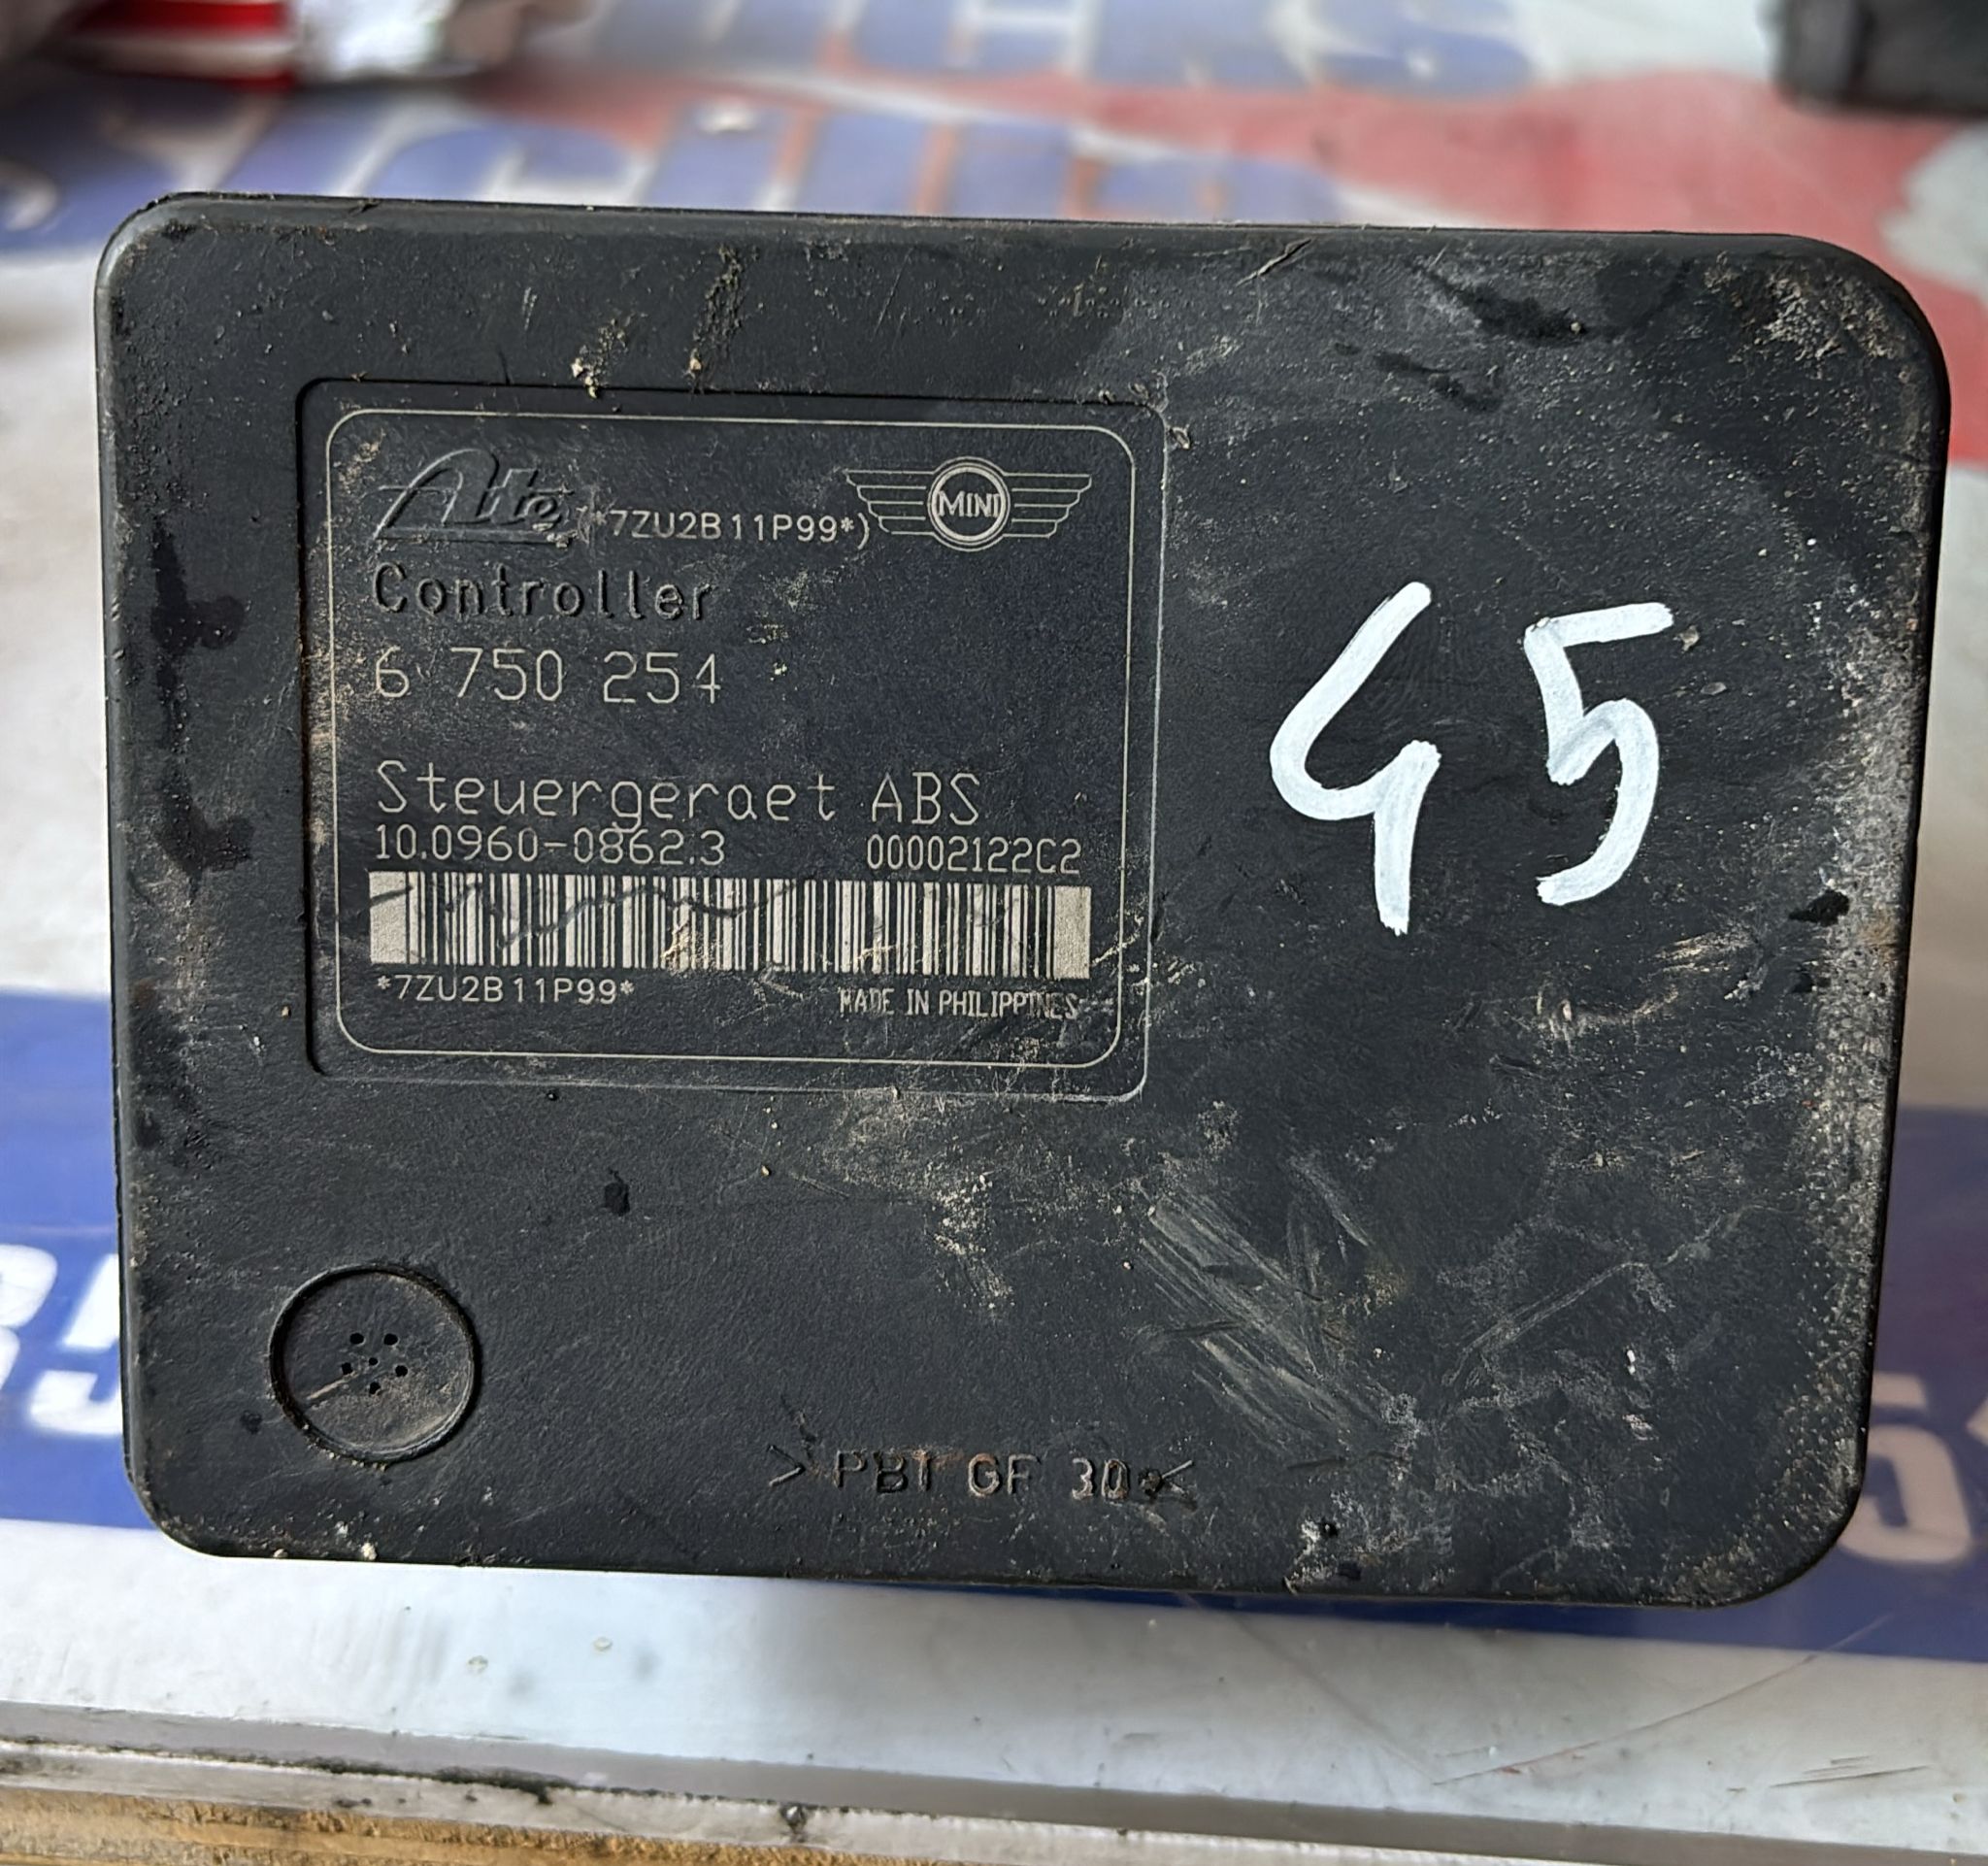 Ate (*7ZU2B11P99*) MINI
Controller
6 750 254
Steuergeraet ABS
10.0960-0862.3 00002122C2
*7ZU2B11P99* MADE IN PHILIPPINES
45
>PBT GF 30<